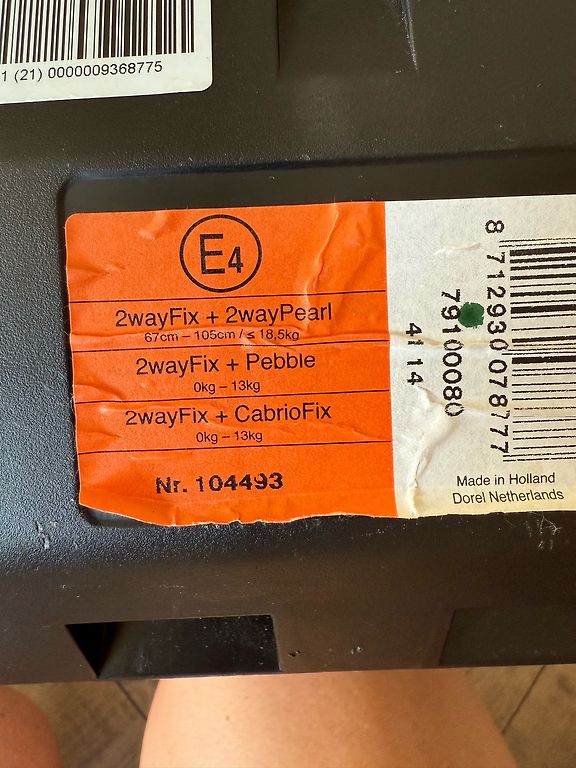 1 (21) 0000009368775
E4
2wayFix + 2wayPearl
67cm – 105cm / ≤ 18,5kg
2wayFix + Pebble
0kg – 13kg
2wayFix + CabrioFix
0kg – 13kg
Nr. 104493
41 14
79100080
8 712930 078777
Made in Holland
Dorel Netherlands